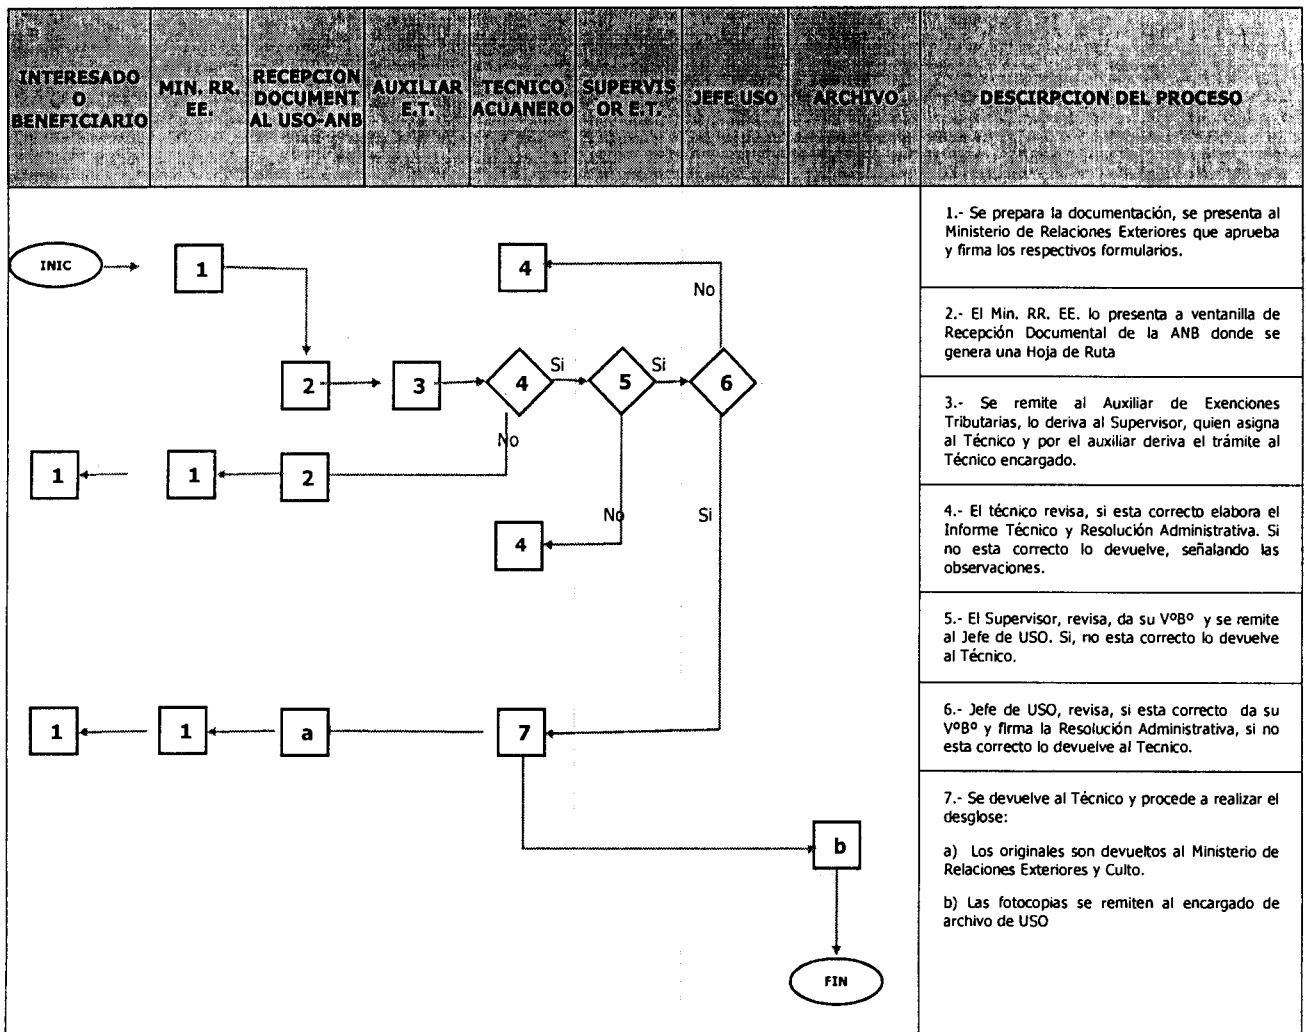 INTERESADO
O
BENEFICIARIO
MIN. RR.
EE.
RECEPCION
DOCUMENT
AL USO-ANB
AUXILIAR
E.T.
TECNICO
ACUANERO
SUPERVIS
OR E.T.
JEFE USO
ARCHIVO
DESCIRPCION DEL PROCESO
INIC
1
4
No
2
3
4
Si
5
Si
6
No
1
1
2
No
Si
4
1
1
a
7
b
FIN
1.- Se prepara la documentación, se presenta al
Ministerio de Relaciones Exteriores que aprueba
y firma los respectivos formularios.
2.- El Min. RR. EE. lo presenta a ventanilla de
Recepción Documental de la ANB donde se
genera una Hoja de Ruta
3.- Se remite al Auxiliar de Exenciones
Tributarias, lo deriva al Supervisor, quien asigna
al Técnico y por el auxiliar deriva el trámite al
Técnico encargado.
4.- El técnico revisa, si esta correcto elabora el
Informe Técnico y Resolución Administrativa. Si
no esta correcto lo devuelve, señalando las
observaciones.
5.- El Supervisor, revisa, da su VºBº y se remite
al Jefe de USO. Si, no esta correcto lo devuelve
al Técnico.
6.- Jefe de USO, revisa, si esta correcto da su
VºBº y firma la Resolución Administrativa, si no
esta correcto lo devuelve al Tecnico.
7.- Se devuelve al Técnico y procede a realizar el
desglose:
a) Los originales son devueltos al Ministerio de
Relaciones Exteriores y Culto.
b) Las fotocopias se remiten al encargado de
archivo de USO